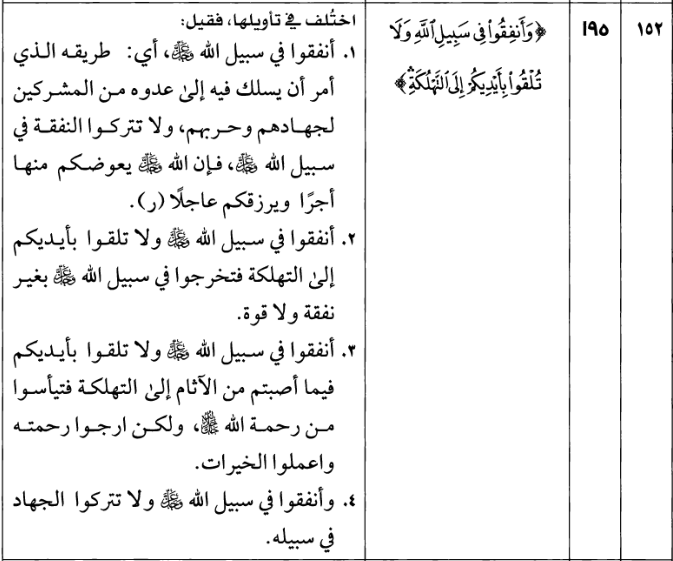 ١٥٢
١٩٥
﴿وَأَنفِقُوا۟ فِى سَبِيلِ ٱللَّهِ وَلَا
تُلْقُوا۟ بِأَيْدِيكُمْ إِلَى ٱلتَّهْلُكَةِ ۛ﴾
اختُلف في تأويلها، فقيل:
١. أنفقوا في سبيل الله ﷻ، أي: طريقه الذي
أمر أن يسلك فيه إلىٰ عدوه من المشركين
لجهادهم وحربهم، ولا تتركوا النفقة في
سبيل الله ﷻ، فإن الله ﷻ يعوضكم منها
أجرًا ويرزقكم عاجلًا (ر).
٢. أنفقوا في سبيل الله ﷻ ولا تلقوا بأيديكم
إلىٰ التهلكة فتخرجوا في سبيل الله ﷻ بغير
نفقة ولا قوة.
٣. أنفقوا في سبيل الله ﷻ ولا تلقوا بأيديكم
فيما أصبتم من الآثام إلىٰ التهلكة فتيأسوا
من رحمة الله ﷻ، ولكن ارجوا رحمته
واعملوا الخيرات.
٤. وأنفقوا في سبيل الله ﷻ ولا تتركوا الجهاد
في سبيله.